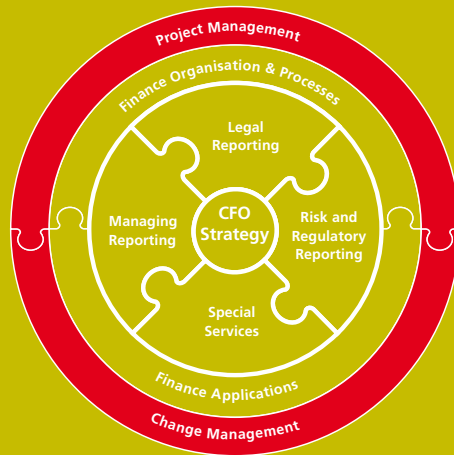 Project Management
Finance Organisation & Processes
Legal
Reporting
Managing
Reporting
CFO
Strategy
Risk and
Regulatory
Reporting
Special
Services
Finance Applications
Change Management